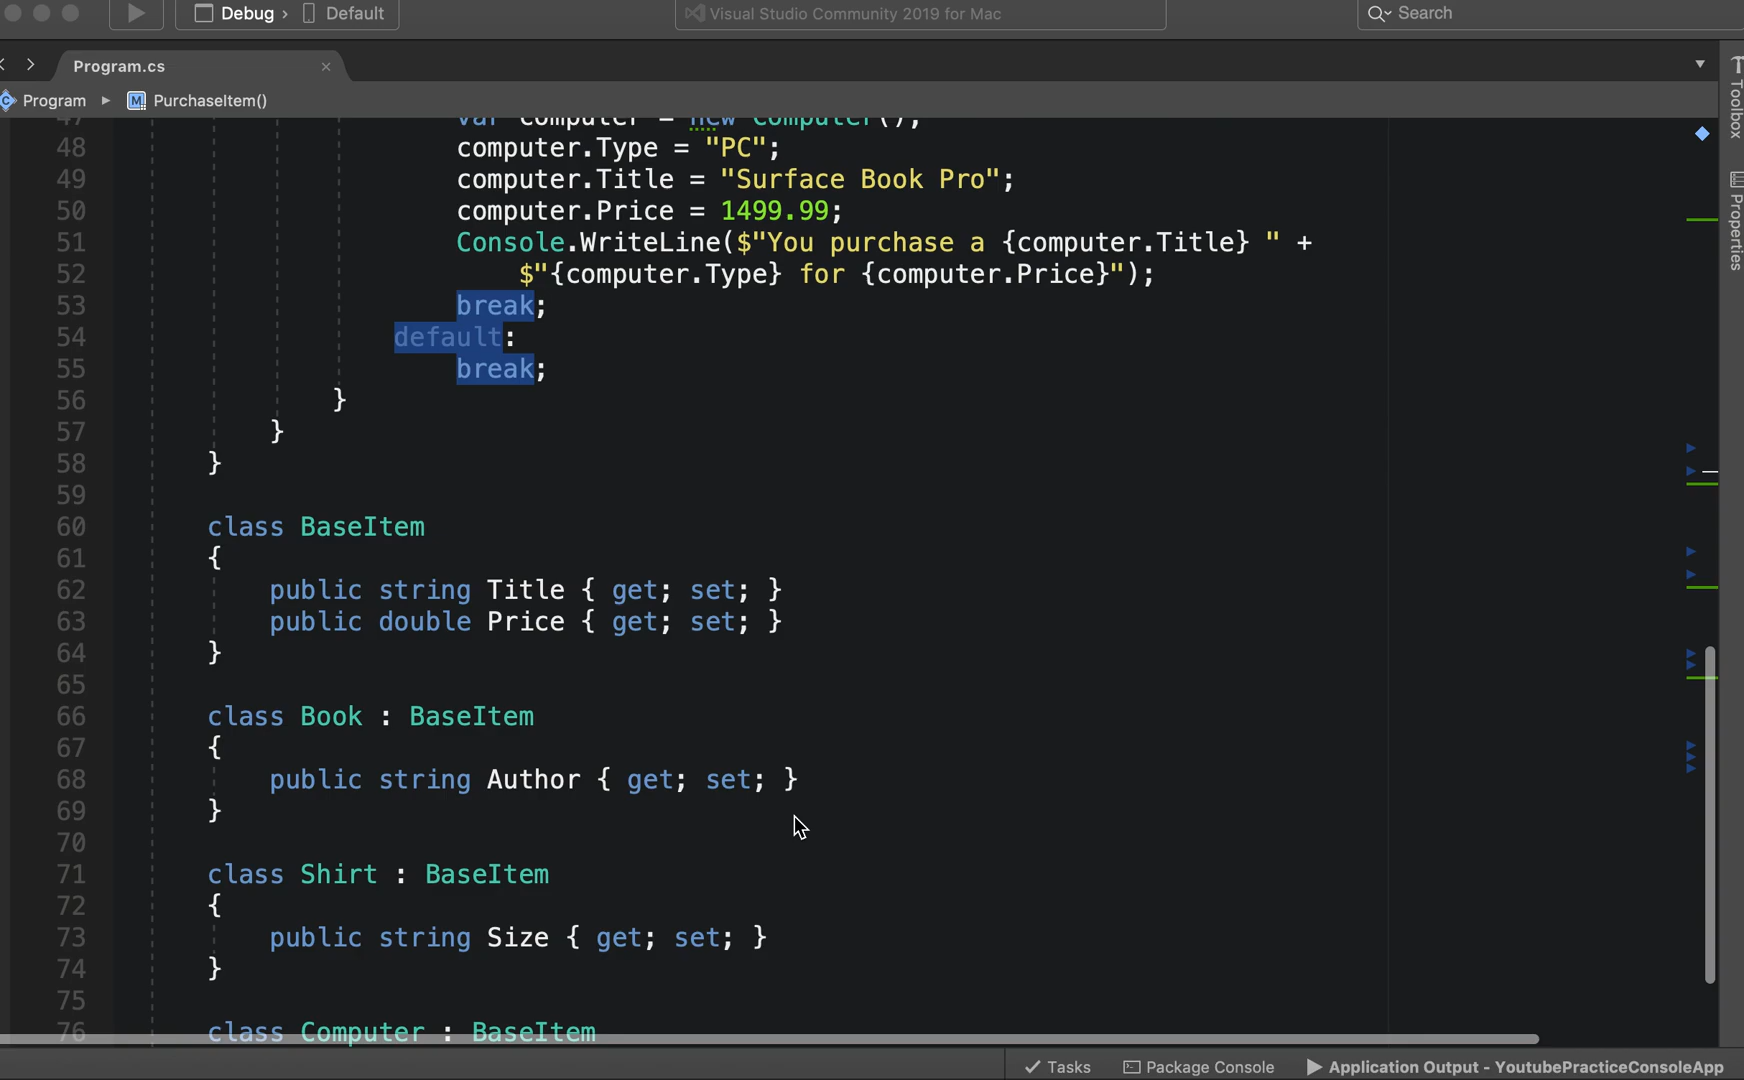 Debug › Default
Visual Studio Community 2019 for Mac
Search
Program.cs
Program
M PurchaseItem()
Toolbox
Properties
47 var computer = new Computer();
48 computer.Type = "PC";
49 computer.Title = "Surface Book Pro";
50 computer.Price = 1499.99;
51 Console.WriteLine($"You purchase a {computer.Title} " +
52 $"{computer.Type} for {computer.Price}");
53 break;
54 default:
55 break;
56 }
57 }
58 }
59
60 class BaseItem
61 {
62 public string Title { get; set; }
63 public double Price { get; set; }
64 }
65
66 class Book : BaseItem
67 {
68 public string Author { get; set; }
69 }
70
71 class Shirt : BaseItem
72 {
73 public string Size { get; set; }
74 }
75
76 class Computer : BaseItem
Tasks
Package Console
Application Output - YoutubePracticeConsoleApp